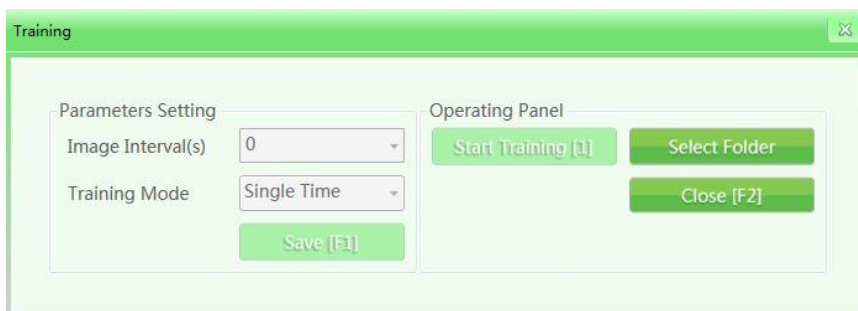 Training
Parameters Setting
Image Interval(s) 0
Training Mode Single Time
Save [F1]
Operating Panel
Start Training [1] Select Folder
Close [F2]